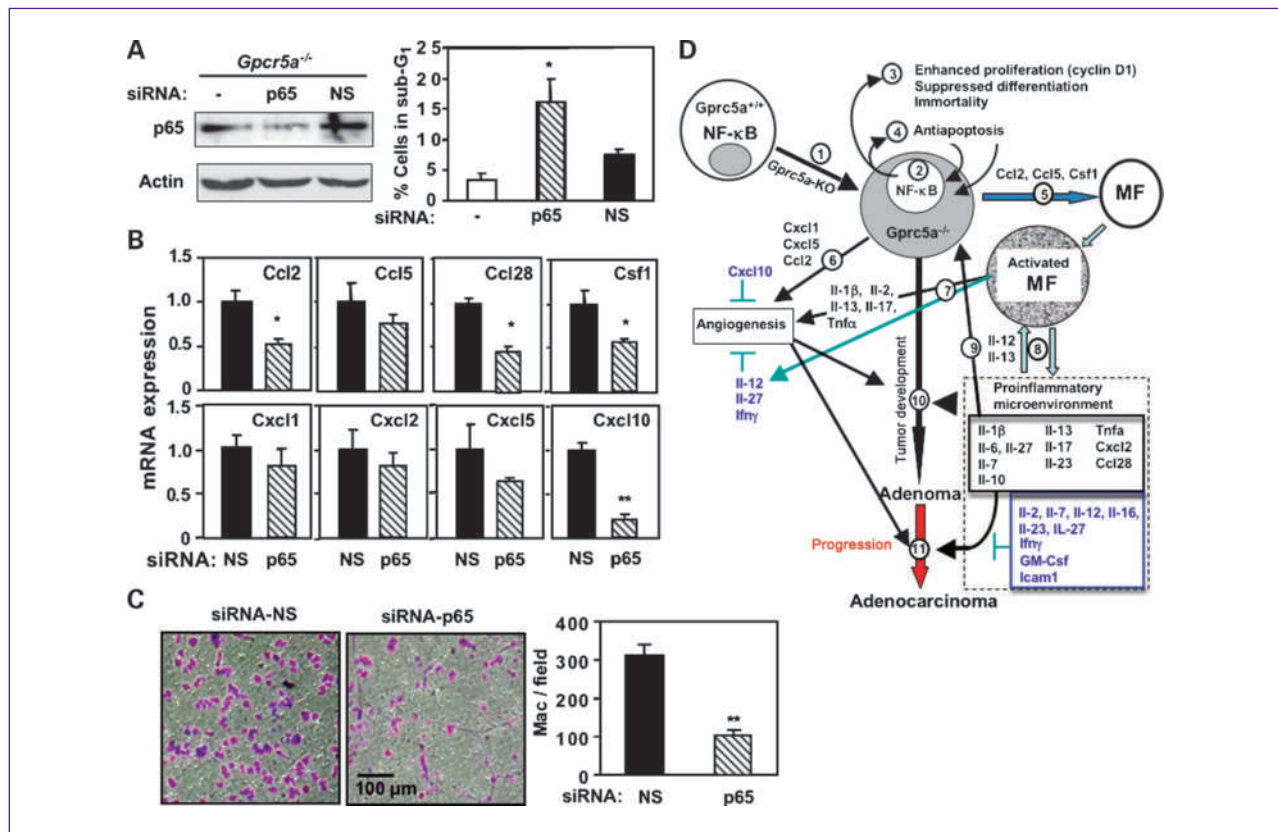 A
Gpcr5a-/-
siRNA: - p65 NS
p65
Actin
% Cells in sub-G1
2 5
2 0
1 5
1 0
5
0
*
siRNA: - p65 NS
B
mRNA expression
Ccl2 Ccl5 Ccl28 Csf1
1.0
0.5
0.0
* * *
Cxcl1 Cxcl2 Cxcl5 Cxcl10
1.0
0.5
0.0
**
siRNA: NS p65 NS p65 NS p65 NS p65
C
siRNA-NS
siRNA-p65
100 µm
Mac / field
400
300
200
100
0
**
siRNA: NS p65
D
Gprc5a+/+
NF-κB
1
Gprc5a-KO
3
Enhanced proliferation (cyclin D1)
Suppressed differentiation
Immortality
4
Antiapoptosis
2
NF-κB
Gprc5a-/-
Ccl2, Ccl5, Csf1
5
MF
Activated
MF
Cxcl1
Cxcl5
Ccl2
6
Cxcl10
Angiogenesis
Il-1β, Il-2,
Il-13, Il-17,
Tnfα
7
Il-12
Il-27
Ifnγ
9
Il-12
Il-13
8
Proinflammatory
microenvironment
Il-1β Il-13 Tnfa
Il-6, Il-27 Il-17 Cxcl2
Il-7 Il-23 Ccl28
Il-10
Il-2, Il-7, Il-12, Il-16,
Il-23, IL-27
Ifnγ
GM-Csf
Icam1
Tumor development
10
Adenoma
Progression
11
Adenocarcinoma